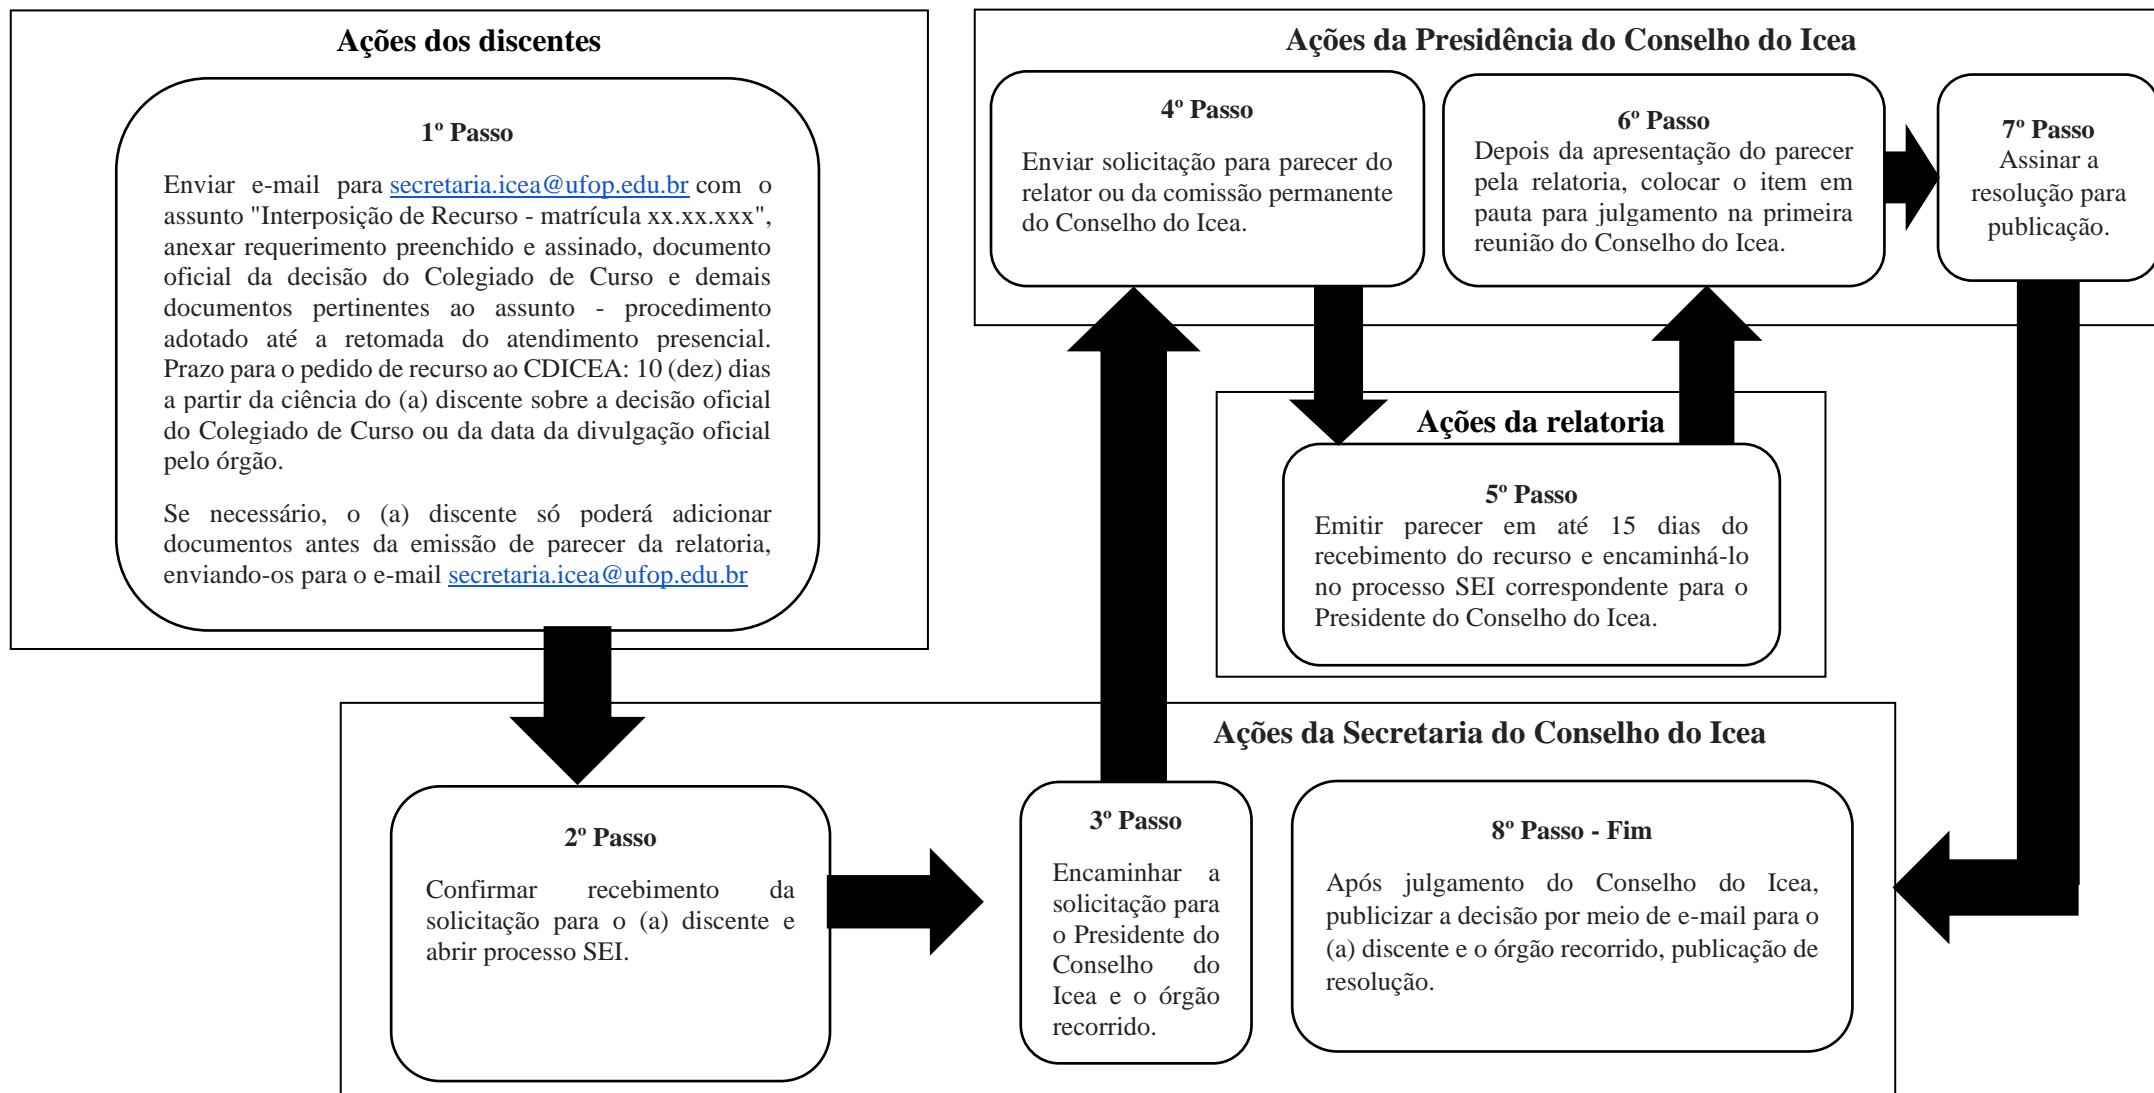 Ações dos discentes
1º Passo
Enviar e-mail para secretaria.icea@ufop.edu.br com o
assunto "Interposição de Recurso - matrícula xx.xx.xxx",
anexar requerimento preenchido e assinado, documento
oficial da decisão do Colegiado de Curso e demais
documentos pertinentes ao assunto - procedimento
adotado até a retomada do atendimento presencial.
Prazo para o pedido de recurso ao CDICEA: 10 (dez) dias
a partir da ciência do (a) discente sobre a decisão oficial
do Colegiado de Curso ou da data da divulgação oficial
pelo órgão.
Se necessário, o (a) discente só poderá adicionar
documentos antes da emissão de parecer da relatoria,
enviando-os para o e-mail secretaria.icea@ufop.edu.br
Ações da Secretaria do Conselho do Icea
2º Passo
Confirmar recebimento da
solicitação para o (a) discente e
abrir processo SEI.
3º Passo
Encaminhar a
solicitação para
o Presidente do
Conselho do
Icea e o órgão
recorrido.
Ações da Presidência do Conselho do Icea
4º Passo
Enviar solicitação para parecer do
relator ou da comissão permanente
do Conselho do Icea.
Ações da relatoria
5º Passo
Emitir parecer em até 15 dias do
recebimento do recurso e encaminhá-lo
no processo SEI correspondente para o
Presidente do Conselho do Icea.
6º Passo
Depois da apresentação do parecer
pela relatoria, colocar o item em
pauta para julgamento na primeira
reunião do Conselho do Icea.
7º Passo
Assinar a
resolução para
publicação.
8º Passo - Fim
Após julgamento do Conselho do Icea,
publicizar a decisão por meio de e-mail para o
(a) discente e o órgão recorrido, publicação de
resolução.